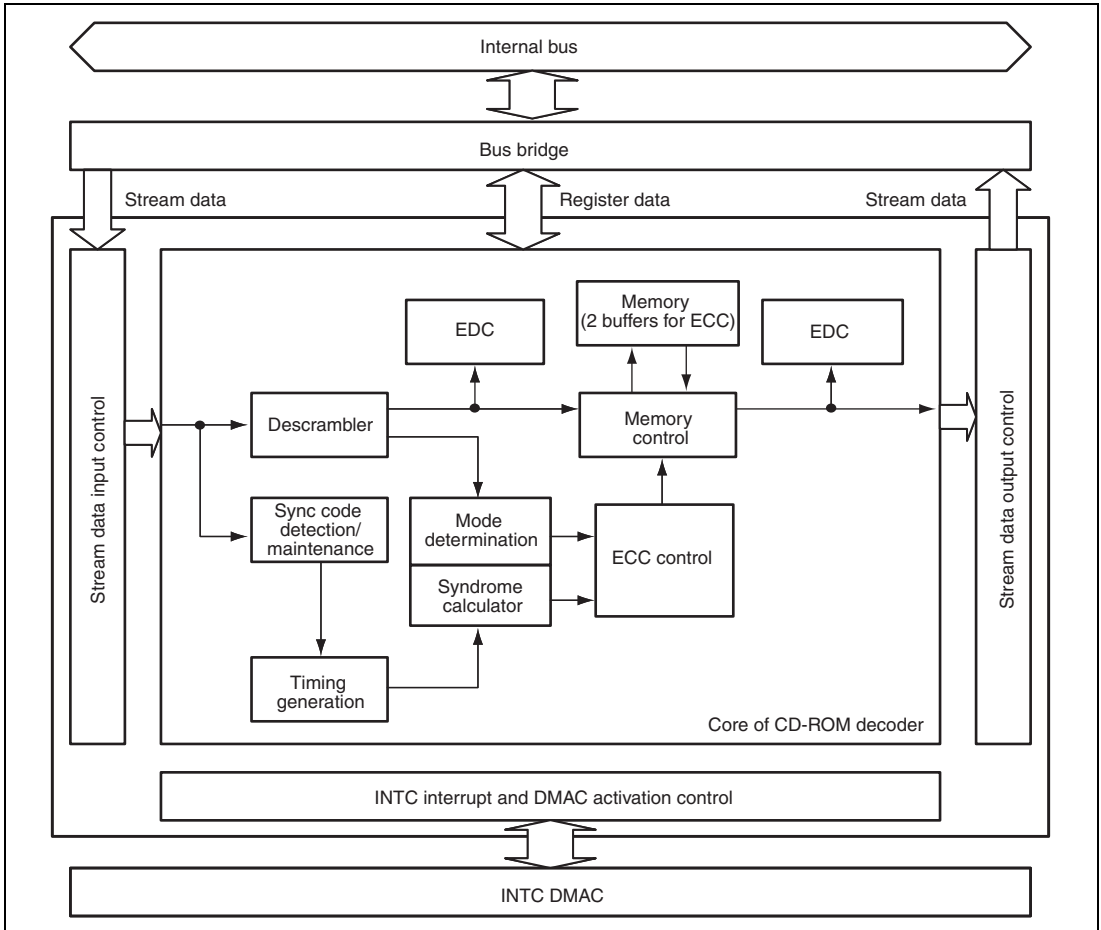 Internal bus
Bus bridge
Stream data
Register data
Stream data
Stream data input control
EDC
Memory
(2 buffers for ECC)
EDC
Descrambler
Memory
control
Sync code
detection/
maintenance
Mode
determination
ECC control
Syndrome
calculator
Timing
generation
Core of CD-ROM decoder
Stream data output control
INTC interrupt and DMAC activation control
INTC DMAC